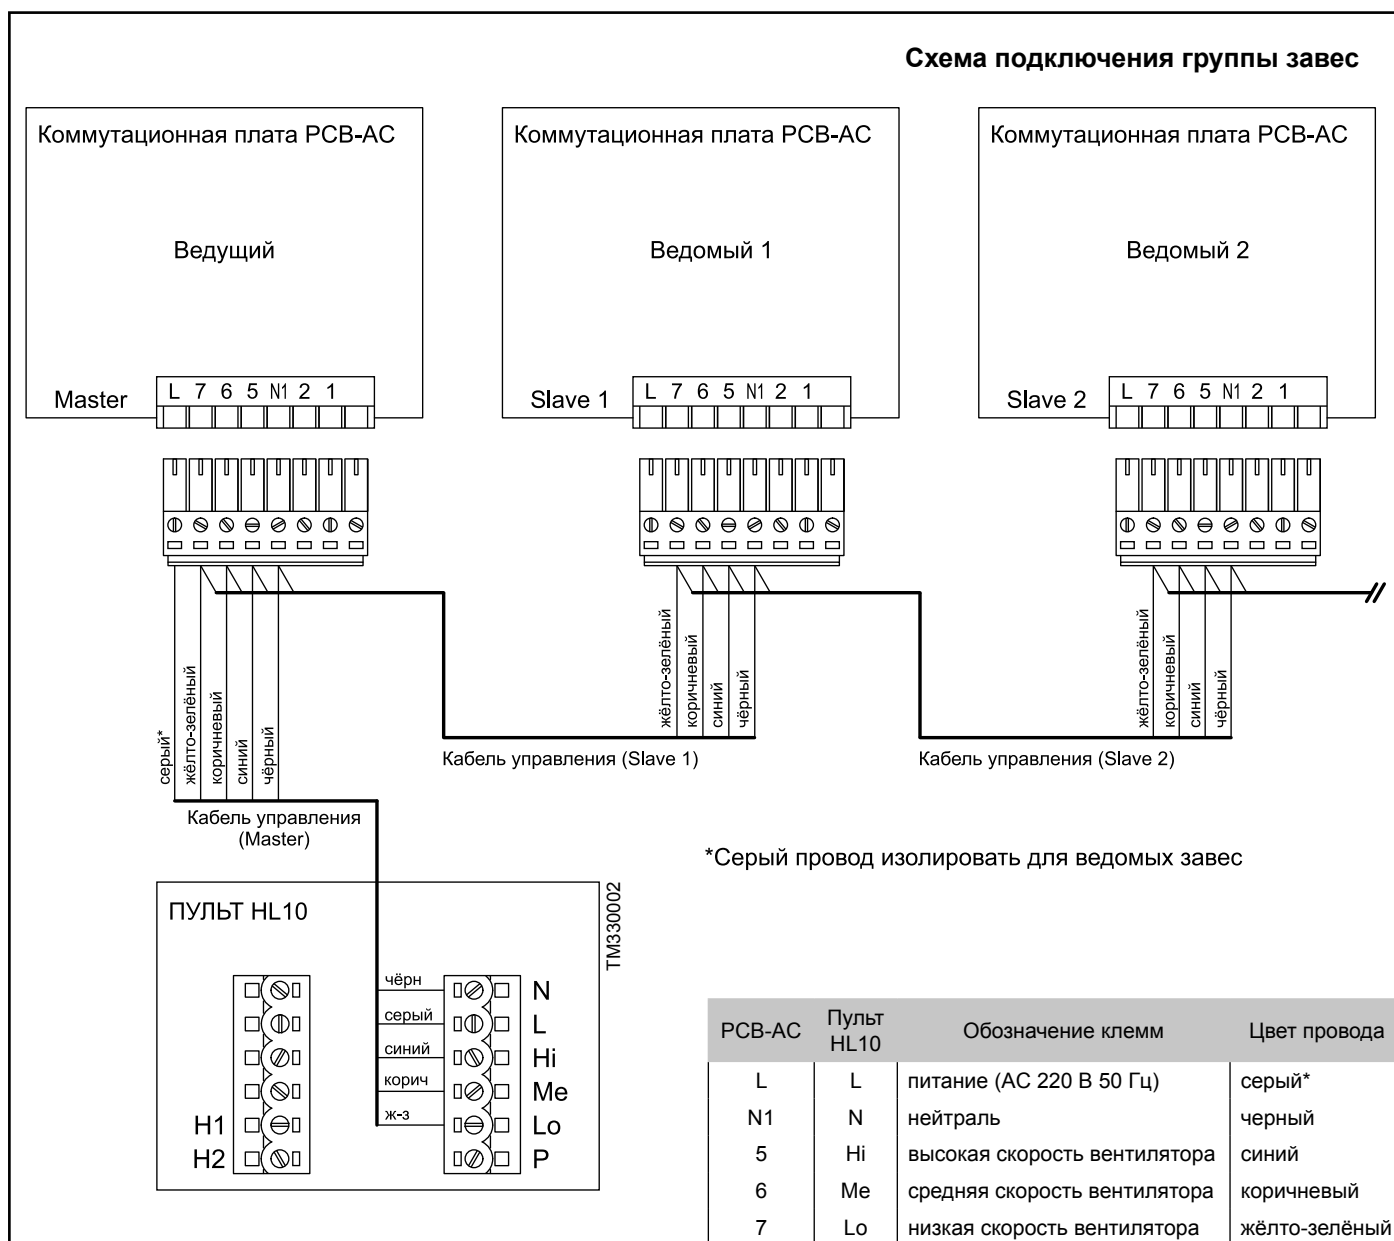 Схема подключения группы завес
Коммутационная плата PCB-AC
Ведущий
Master
L 7 6 5 N1 2 1
Коммутационная плата PCB-AC
Ведомый 1
Slave 1
L 7 6 5 N1 2 1
Коммутационная плата PCB-AC
Ведомый 2
Slave 2
L 7 6 5 N1 2 1
серый*
жёлто-зелёный
коричневый
синий
чёрный
жёлто-зелёный
коричневый
синий
чёрный
жёлто-зелёный
коричневый
синий
чёрный
Кабель управления (Slave 1)
Кабель управления (Slave 2)
Кабель управления
(Master)
*Серый провод изолировать для ведомых завес
ПУЛЬТ HL10
TM330002
H1
H2
чёрн
серый
синий
корич
ж-з
N
L
Hi
Me
Lo
P
PCB-AC Пульт HL10 Обозначение клемм Цвет провода
L L питание (АС 220 В 50 Гц) серый*
N1 N нейтраль черный
5 Hi высокая скорость вентилятора синий
6 Me средняя скорость вентилятора коричневый
7 Lo низкая скорость вентилятора жёлто-зелёный